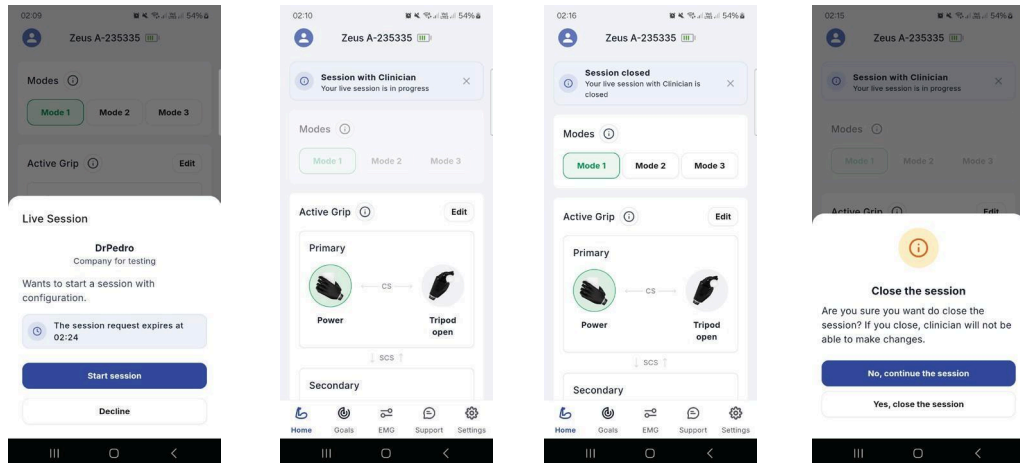 02:09
54%
Zeus A-235335
Modes
Mode 1 Mode 2 Mode 3
Active Grip Edit
Live Session
DrPedro
Company for testing
Wants to start a session with
configuration.
The session request expires at
02:24
Start session
Decline
02:10
54%
Zeus A-235335
Session with Clinician
Your live session is in progress
Modes
Mode 1 Mode 2 Mode 3
Active Grip Edit
Primary
CS
Power Tripod
open
↓ SCS ↑
Secondary
Home Goals EMG Support Settings
02:16
54%
Zeus A-235335
Session closed
Your live session with Clinician is
closed
Modes
Mode 1 Mode 2 Mode 3
Active Grip Edit
Primary
CS
Power Tripod
open
↓ SCS ↑
Secondary
Home Goals EMG Support Settings
02:15
54%
Zeus A-235335
Session with Clinician
Your live session is in progress
Modes
Mode 1 Mode 2 Mode 3
Active Grip Edit
Close the session
Are you sure you want do close the
session? If you close, clinician will not be
able to make changes.
No, continue the session
Yes, close the session